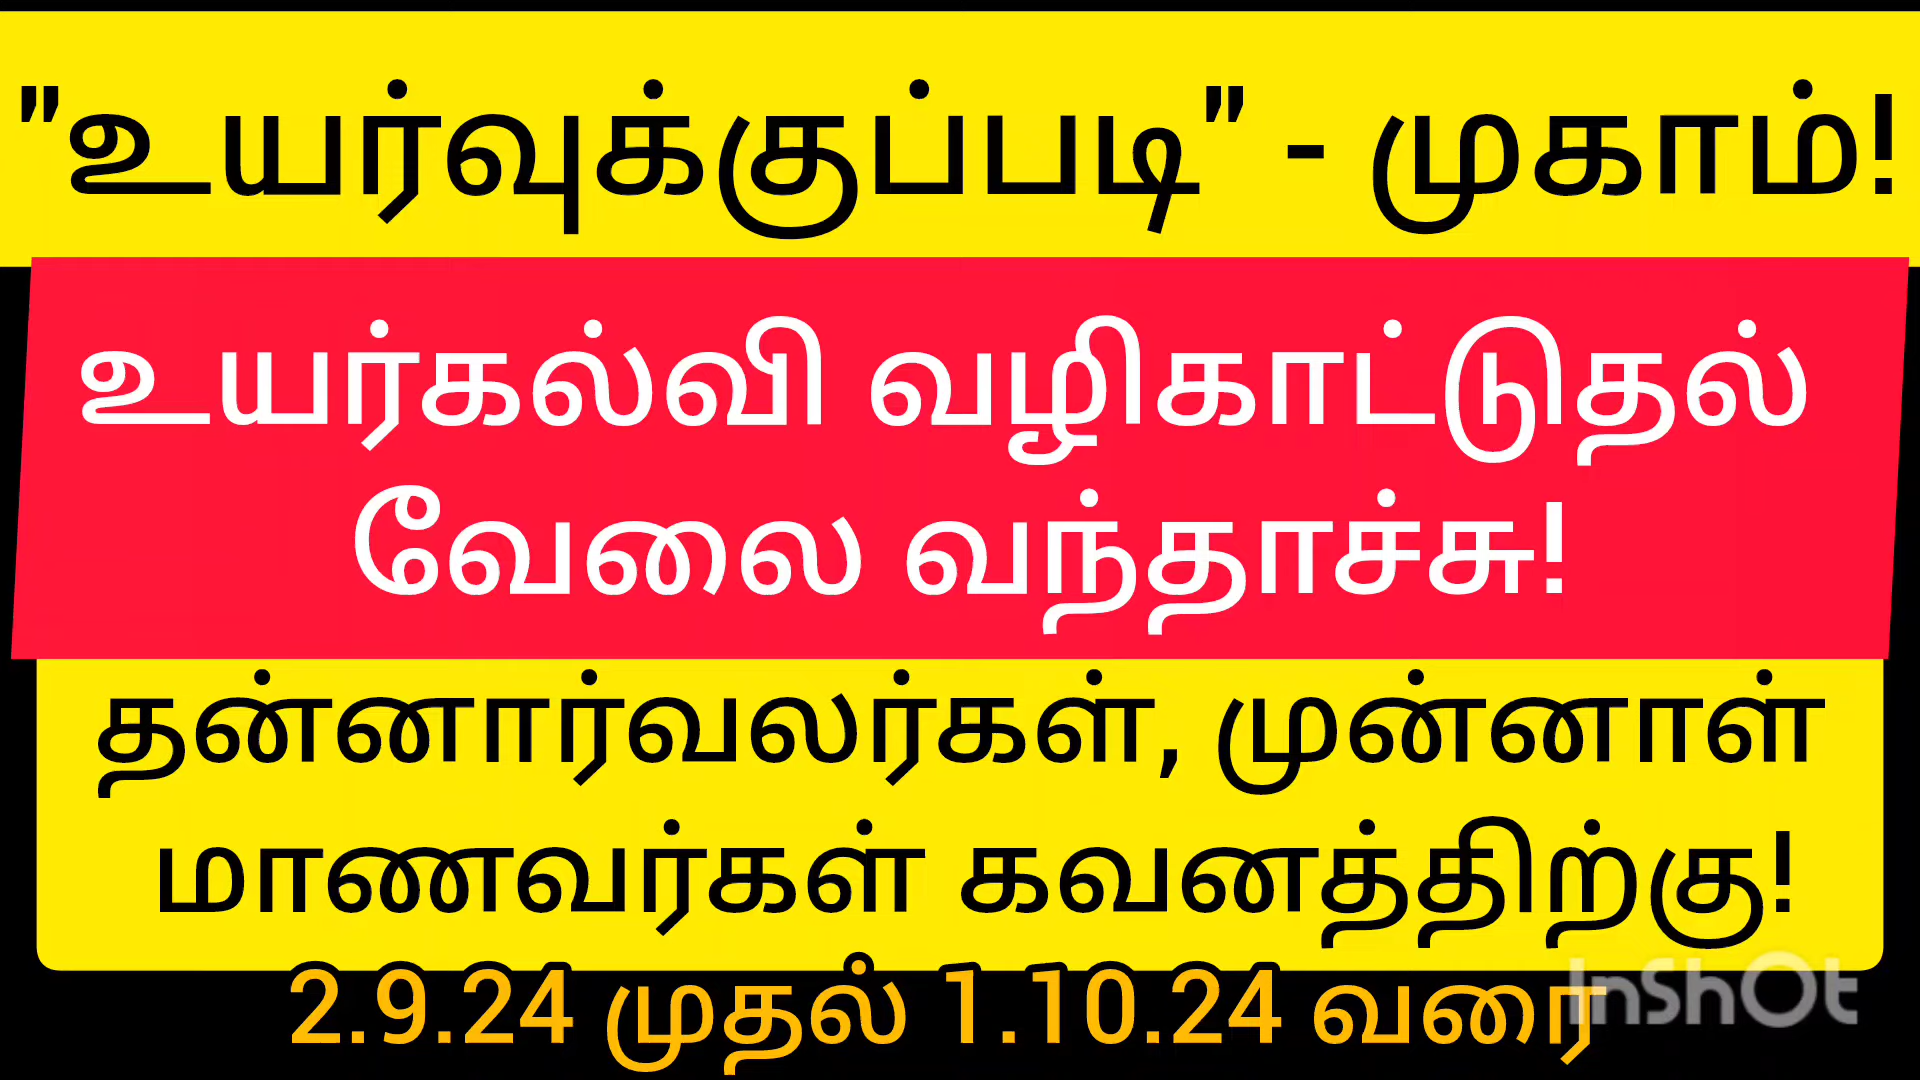 "உயர்வுக்குப்படி" - முகாம்!
உயர்கல்வி வழிகாட்டுதல்
வேலை வந்தாச்சு!
தன்னார்வலர்கள், முன்னாள்
மாணவர்கள் கவனத்திற்கு!
2.9.24 முதல் 1.10.24 வரை
InShOt